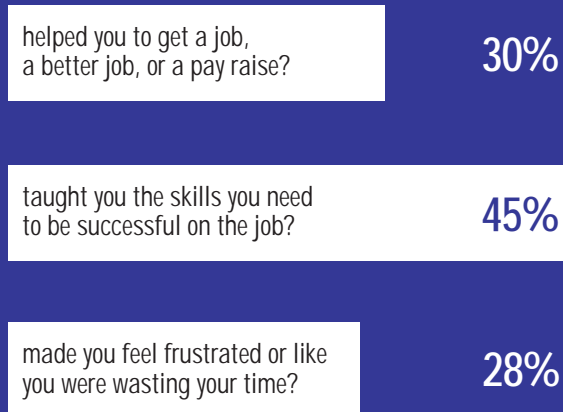 helped you to get a job,
a better job, or a pay raise?
30%
taught you the skills you need
to be successful on the job?
45%
made you feel frustrated or like
you were wasting your time?
28%